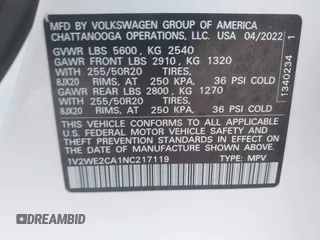 MFD BY VOLKSWAGEN GROUP OF AMERICA
CHATTANOOGA OPERATIONS, LLC. USA 04/2022
GVWR LBS 5600, KG 2540
GAWR FRONT LBS 2910, KG 1320
WITH 255/50R20 TIRES,
8JX20 RIMS, AT 250 KPA, 36 PSI COLD
GAWR REAR LBS 2800, KG 1270
WITH 255/50R20 TIRES,
8JX20 RIMS, AT 250 KPA, 36 PSI COLD
THIS VEHICLE CONFORMS TO ALL APPLICABLE
FEDERAL MOTOR VEHICLE SAFETY STANDARDS
IN EFFECT ON THE DATE OF MANUFACTURE
SHOWN ABOVE
1V2WE2CA1NC217119 TYPE: MPV
1340234 1
© CARS.BIDINFO